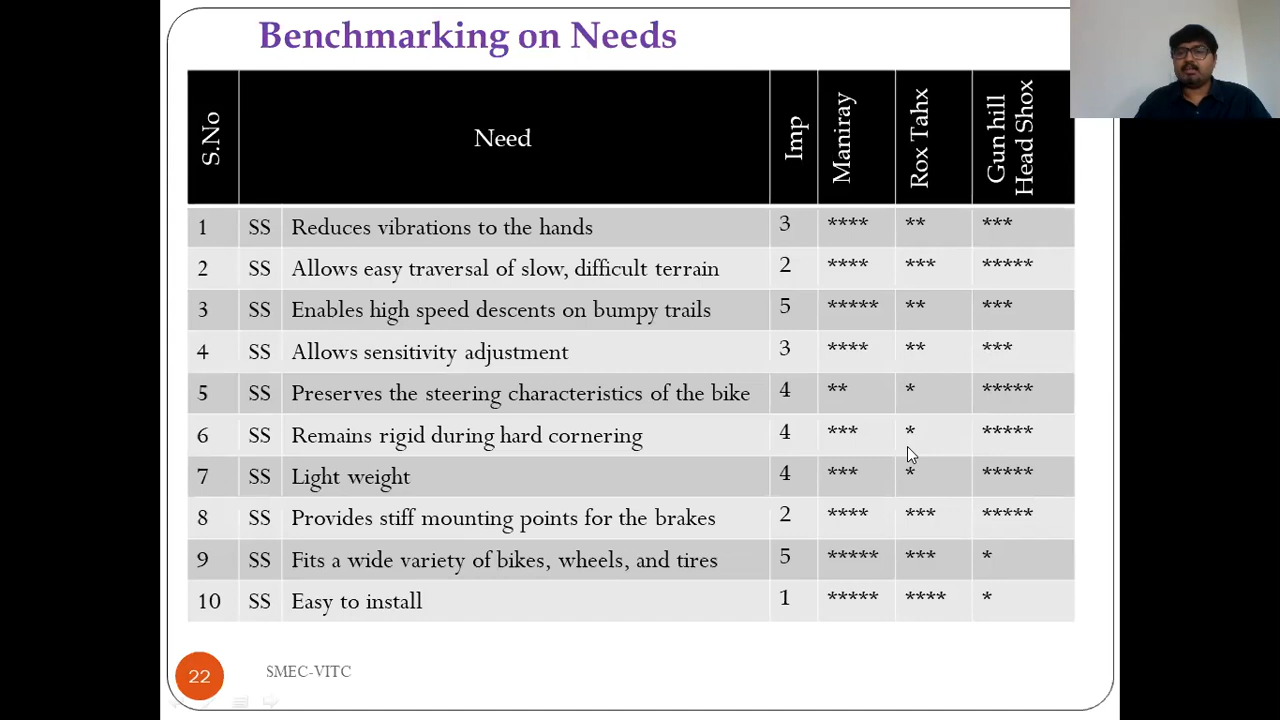 Benchmarking on Needs
S.No Need Imp Maniray Rox Tahx Gun hill Head Shox
1 SS Reduces vibrations to the hands 3 **** ** ***
2 SS Allows easy traversal of slow, difficult terrain 2 **** *** *****
3 SS Enables high speed descents on bumpy trails 5 ***** ** ***
4 SS Allows sensitivity adjustment 3 **** ** ***
5 SS Preserves the steering characteristics of the bike 4 ** * *****
6 SS Remains rigid during hard cornering 4 *** * *****
7 SS Light weight 4 *** * *****
8 SS Provides stiff mounting points for the brakes 2 **** *** *****
9 SS Fits a wide variety of bikes, wheels, and tires 5 ***** *** *
10 SS Easy to install 1 ***** **** *
22 SMEC-VITC